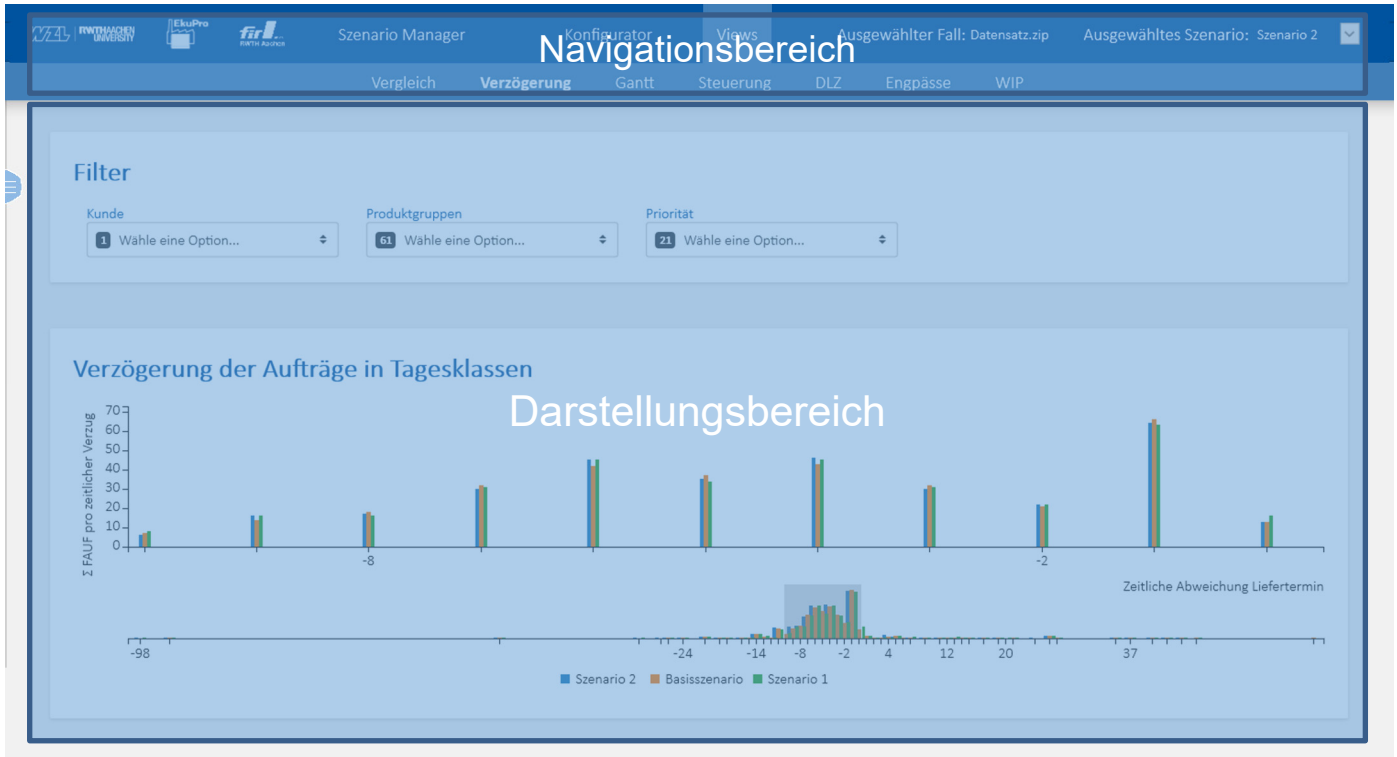 WZL RWTHAACHEN UNIVERSITY EkuPro fir RWTH Aachen Szenario Manager Konfigurator Views Ausgewählter Fall: Datensatz.zip Ausgewähltes Szenario: Szenario 2
Navigationsbereich
Vergleich Verzögerung Gantt Steuerung DLZ Engpässe WIP
Filter
Kunde Produktgruppen Priorität
1 Wähle eine Option... 61 Wähle eine Option... 21 Wähle eine Option...
Verzögerung der Aufträge in Tagesklassen
Darstellungsbereich
Σ FAUF pro zeitlicher Verzug
70
60
50
40
30
20
10
0
-8 -2
Zeitliche Abweichung Liefertermin
-98 -24 -14 -8 -2 4 12 20 37
Szenario 2 Basisszenario Szenario 1